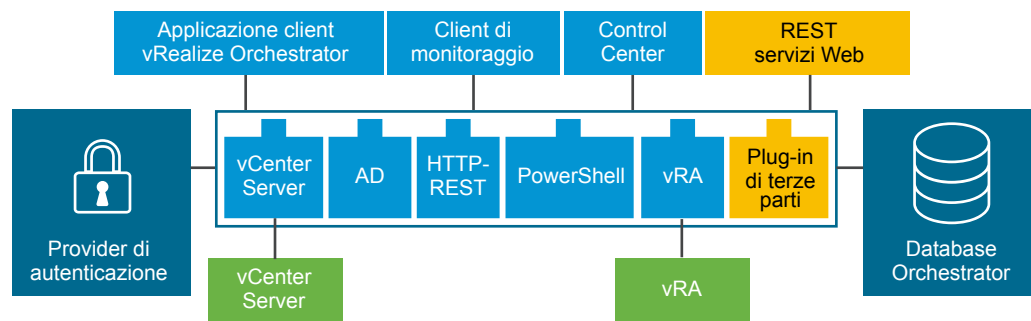 Applicazione client
vRealize Orchestrator
Client di
monitoraggio
Control
Center
REST
servizi Web
Provider di
autenticazione
vCenter
Server
AD
HTTP-
REST
PowerShell
vRA
Plug-in
di terze
parti
Database
Orchestrator
vCenter
Server
vRA